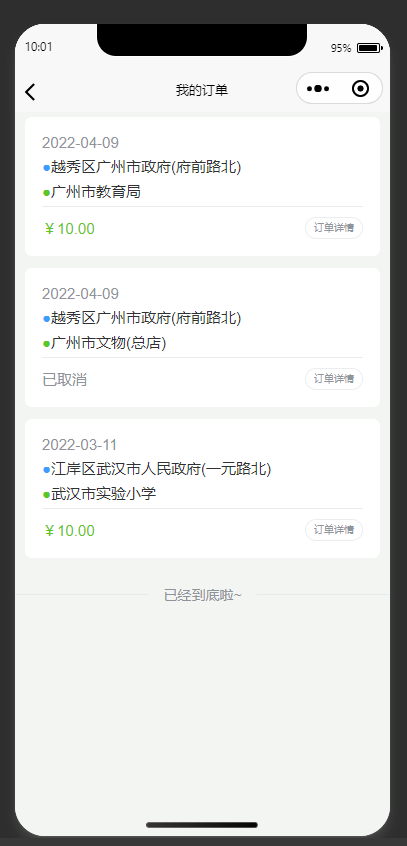 10:01
95%
我的订单
2022-04-09
越秀区广州市政府(府前路北)
广州市教育局
￥10.00
订单详情
2022-04-09
越秀区广州市政府(府前路北)
广州市文物(总店)
已取消
订单详情
2022-03-11
江岸区武汉市人民政府(一元路北)
武汉市实验小学
￥10.00
订单详情
已经到底啦~